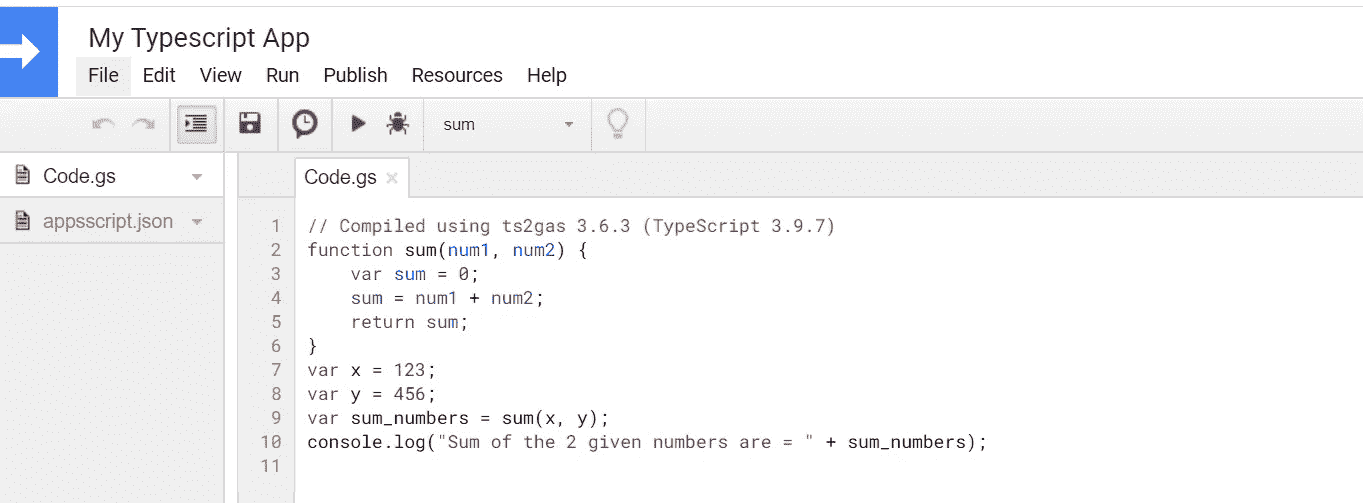 My Typescript App
File Edit View Run Publish Resources Help
sum
Code.gs
appsscript.json
Code.gs ×
1 // Compiled using ts2gas 3.6.3 (TypeScript 3.9.7)
2 function sum(num1, num2) {
3     var sum = 0;
4     sum = num1 + num2;
5     return sum;
6 }
7 var x = 123;
8 var y = 456;
9 var sum_numbers = sum(x, y);
10 console.log("Sum of the 2 given numbers are = " + sum_numbers);
11